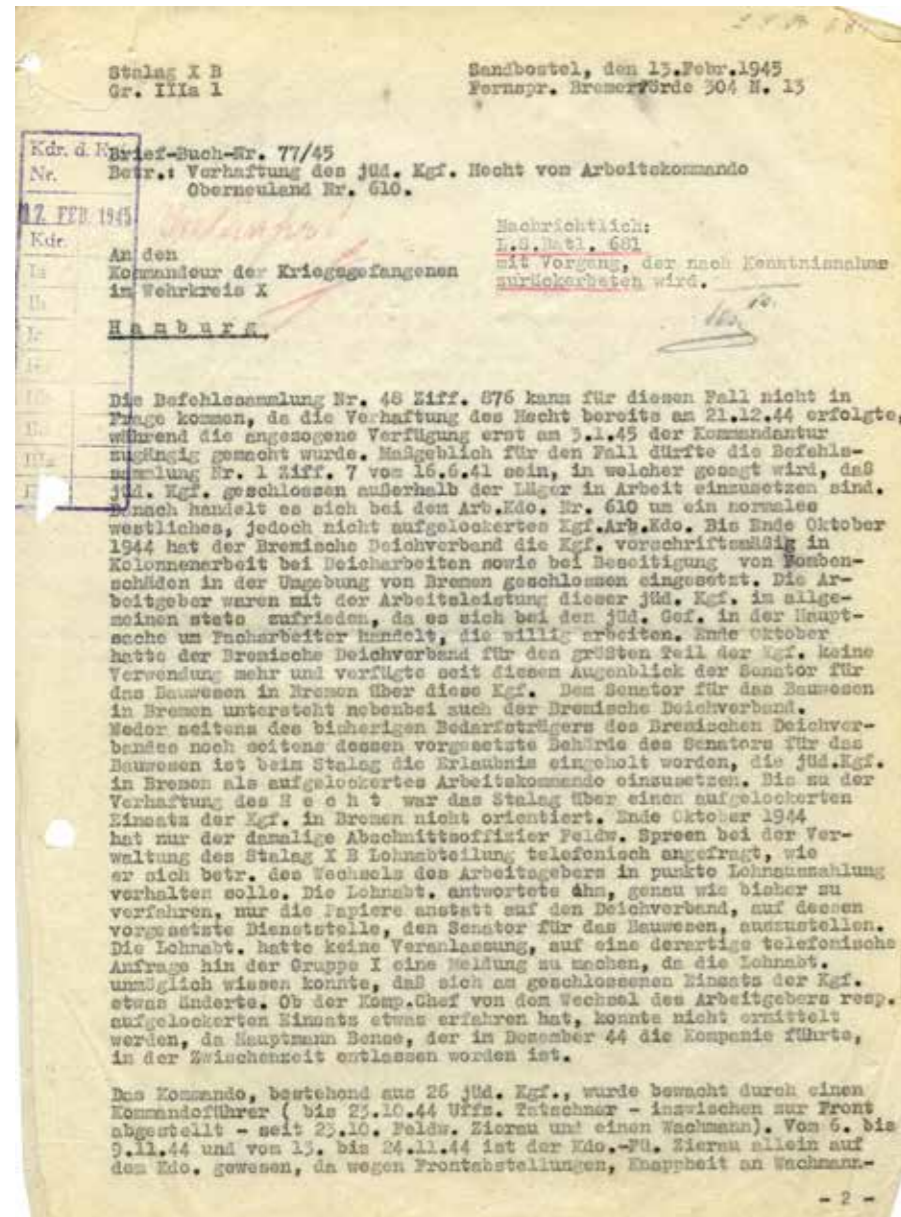 Stalag X B
Gr. IIIa 1
Sandbostel, den 13.Febr.1945
Fernspr. Bremervörde 304 N. 13
Kdr. d. K
Nr.
17. FEB. 1945
Kdr.
Ia
Brief-Buch-Nr. 77/45
Betr.: Verhaftung des jüd. Kgf. Hecht vom Arbeitskommando
Oberneuland Nr. 610.
Nachrichtlich:
L.S.Batl. 681
mit Vorgang, der nach Kenntnisnahme
zurückerbeten wird.
An den
Kommandeur der Kriegsgefangenen
im Wehrkreis X
H a m b u r g
Die Befehlssammlung Nr. 48 Ziff. 876 kann für diesen Fall nicht in
Frage kommen, da die Verhaftung des Hecht bereits am 21.12.44 erfolgte,
während die angezogene Verfügung erst am 3.1.45 der Kommandantur
zugängig gemacht wurde. Maßgeblich für den Fall dürfte die Befehls-
sammlung Nr. 1 Ziff. 7 vom 16.6.41 sein, in welcher gesagt wird, daß
jüd. Kgf. geschlossen außerhalb der Läger in Arbeit einzusetzen sind.
Danach handelt es sich bei dem Arb.Kdo. Nr. 610 um ein normales
westliches, jedoch nicht aufgelockertes Kgf.Arb.Kdo. Bis Ende Oktober
1944 hat der Bremische Deichverband die Kgf. vorschriftsmäßig in
Kolonnenarbeit bei Deicharbeiten sowie bei Beseitigung von Bomben-
schäden in der Umgebung von Bremen geschlossen eingesetzt. Die Ar-
beitgeber waren mit der Arbeitsleistung dieser jüd. Kgf. im allge-
meinen stets zufrieden, da es sich bei den jüd. Gef. in der Haupt-
sache um Facharbeiter handelt, die willig arbeiten. Ende Oktober
hatte der Bremische Deichverband für den größten Teil der Kgf. keine
Verwendung mehr und verfügte seit diesem Augenblick der Senator für
das Bauwesen in Bremen über diese Kgf. Dem Senator für das Bauwesen
in Bremen untersteht nebenbei auch der Bremische Deichverband.
Weder seitens des bisherigen Bedarfsträgers des Bremischen Deichver-
bandes noch seitens dessen vorgesetzte Behörde des Senators für das
Bauwesen ist beim Stalag die Erlaubnis eingeholt worden, die jüd.Kgf.
in Bremen als aufgelockertes Arbeitskommando einzusetzen. Bis zu der
Verhaftung des H e c h t war das Stalag über einen aufgelockerten
Einsatz der Kgf. in Bremen nicht orientiert. Ende Oktober 1944
hat nur der damalige Abschnittsoffizier Feldw. Spreen bei der Ver-
waltung des Stalag X B Lohnabteilung telefonisch angefragt, wie
er sich betr. des Wechsels des Arbeitsgebers in punkto Lohnauszahlung
verhalten solle. Die Lohnabt. antwortete ihm, genau wie bisher zu
verfahren, nur die Papiere anstatt auf den Deichverband, auf dessen
vorgesetzte Dienststelle, den Senator für das Bauwesen, auszustellen.
Die Lohnabt. hatte keine Veranlassung, auf eine derartige telefonische
Anfrage hin der Gruppe I eine Meldung zu machen, da die Lohnabt.
unmöglich wissen konnte, daß sich am geschlossenen Einsatz der Kgf.
etwas änderte. Ob der Komp.Chef von dem Wechsel des Arbeitgebers resp.
aufgelockerten Einsatz etwas erfahren hat, konnte nicht ermittelt
werden, da Hauptmann Bense, der in Dezember 44 die Kompanie führte,
in der Zwischenzeit entlassen worden ist.
Das Kommando, bestehend aus 26 jüd. Kgf., wurde bewacht durch einen
Kommandoführer ( bis 23.10.44 Uffs. Tatschner - inzwischen zur Front
abgestellt - seit 23.10. Feldw. Zierau und einen Wachmann). Vom 6. bis
9.11.44 und vom 13. bis 24.11.44 ist der Kdo.-Fü. Zierau allein auf
dem Kdo. gewesen, da wegen Frontabstellungen, Knappheit an Wachmann-
- 2 -